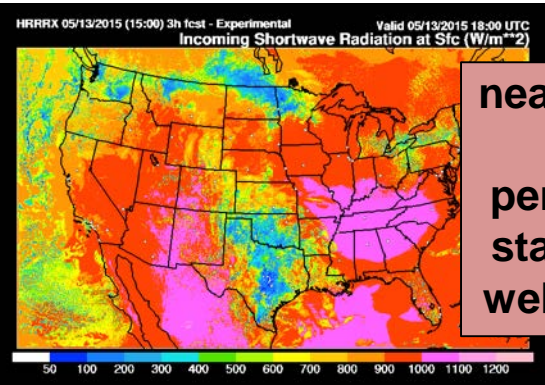 HRRRX 05/13/2015 (15:00) 3h fcst - Experimental
Valid 05/13/2015 18:00 UTC
Incoming Shortwave Radiation at Sfc (W/m**2)
50 100 200 300 400 500 600 700 800 900 1000 1100 1200